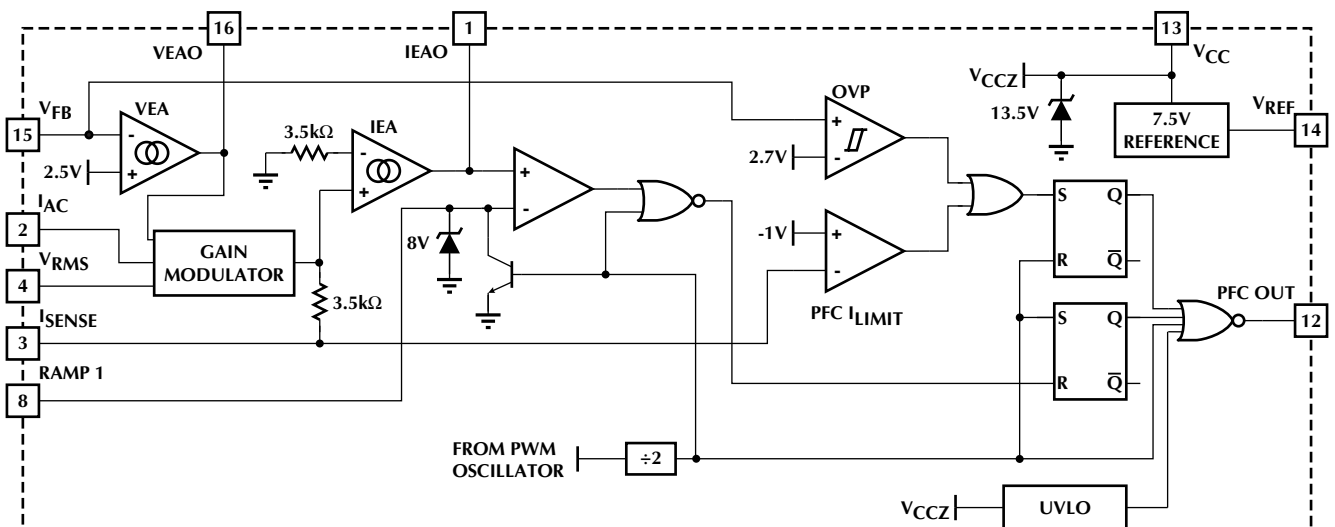 16
VEAO
1
IEAO
13
VCC
VCCZ
13.5V
7.5V
REFERENCE
VREF
14
VFB
15
VEA
-
+
2.5V
3.5kΩ
IEA
-
+
+
-
OVP
+
-
2.7V
IAC
2
VRMS
4
GAIN
MODULATOR
8V
-1V
+
-
PFC ILIMIT
S
Q
R
Q̅
3.5kΩ
ISENSE
3
RAMP 1
8
S
Q
R
Q̅
PFC OUT
12
FROM PWM
OSCILLATOR
÷2
VCCZ
UVLO